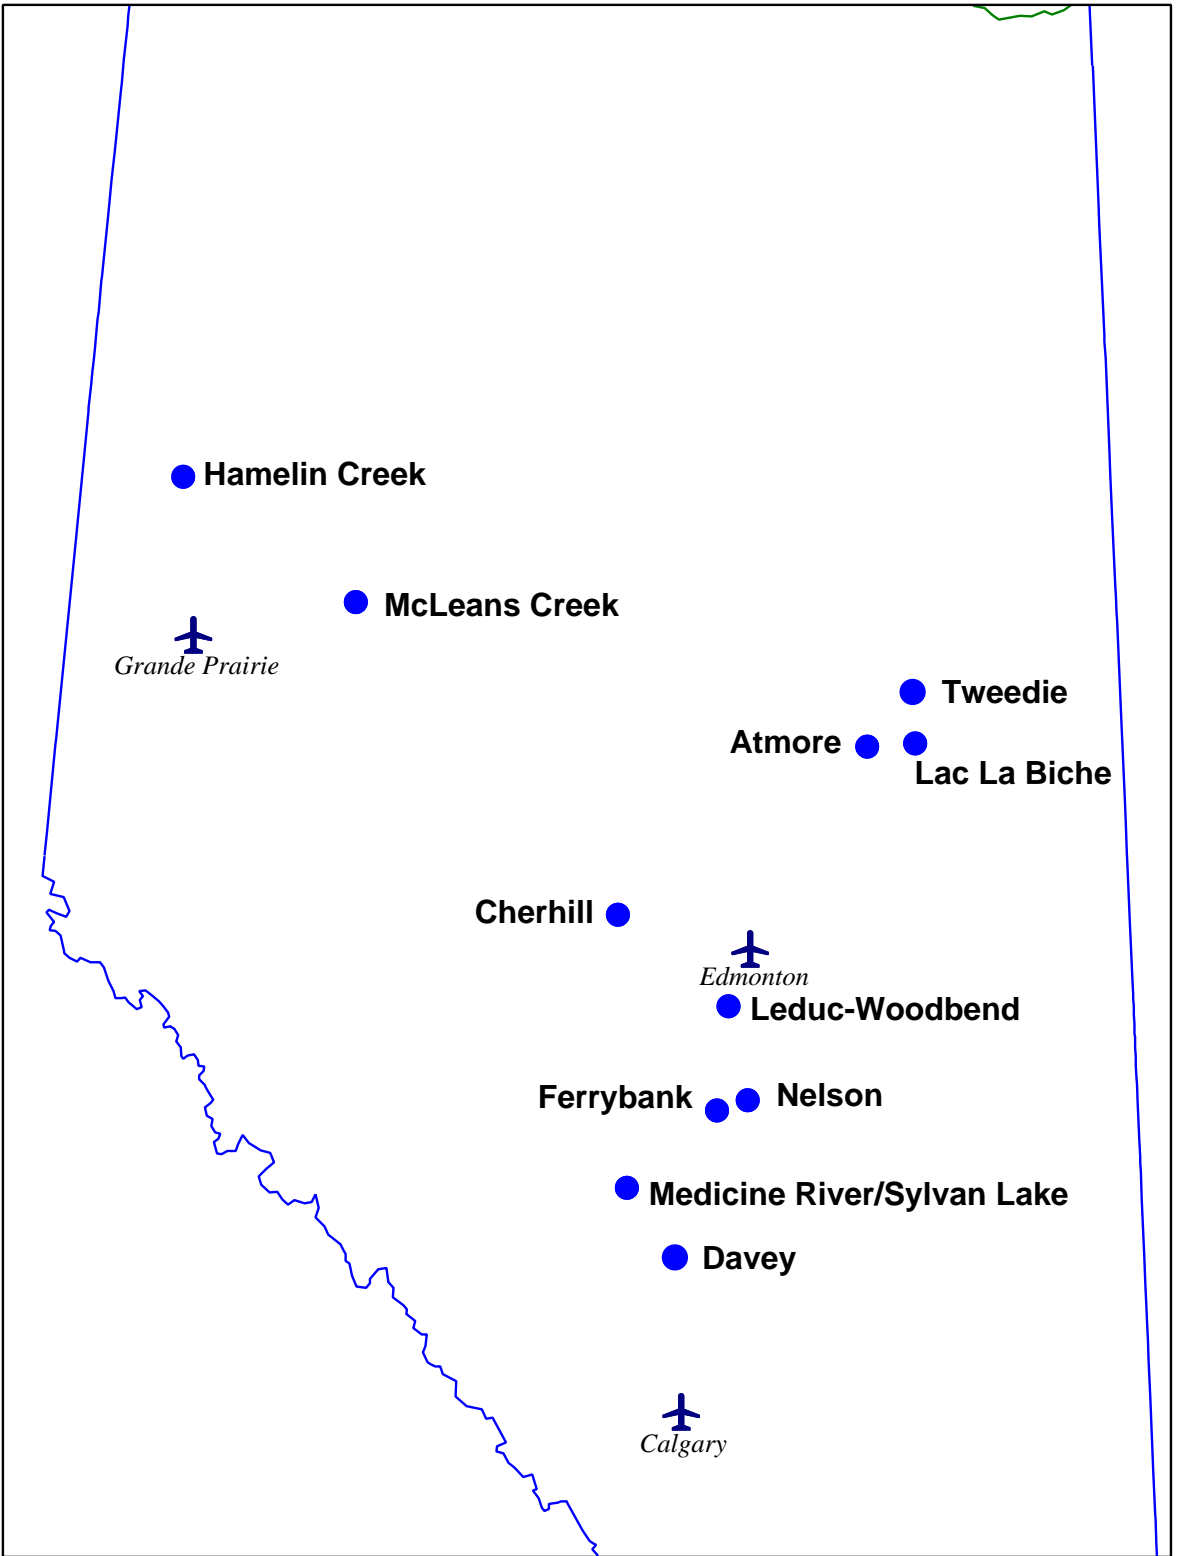 Hamelin Creek
McLeans Creek
Grande Prairie
Tweedie
Atmore
Lac La Biche
Cherhill
Edmonton
Leduc-Woodbend
Ferrybank
Nelson
Medicine River/Sylvan Lake
Davey
Calgary